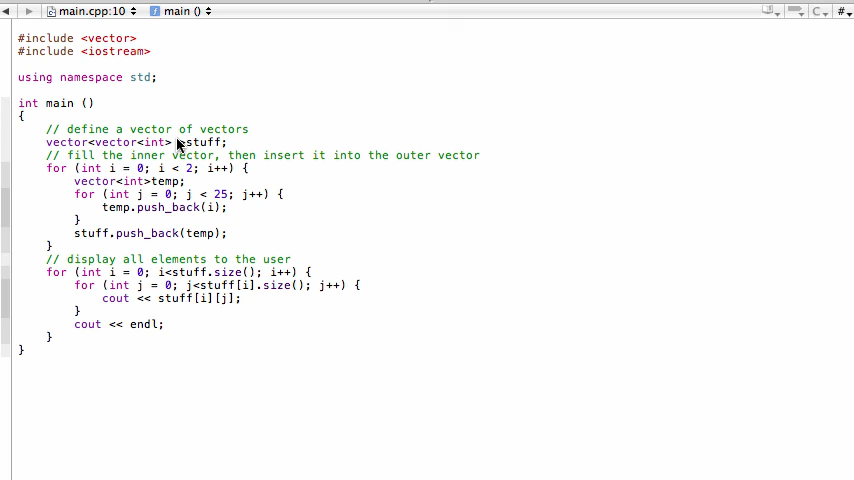 main.cpp:10 main ()
C #
#include <vector>
#include <iostream>
using namespace std;
int main ()
{
// define a vector of vectors
vector<vector<int> >stuff;
// fill the inner vector, then insert it into the outer vector
for (int i = 0; i < 2; i++) {
vector<int>temp;
for (int j = 0; j < 25; j++) {
temp.push_back(i);
}
stuff.push_back(temp);
}
// display all elements to the user
for (int i = 0; i<stuff.size(); i++) {
for (int j = 0; j<stuff[i].size(); j++) {
cout << stuff[i][j];
}
cout << endl;
}
}